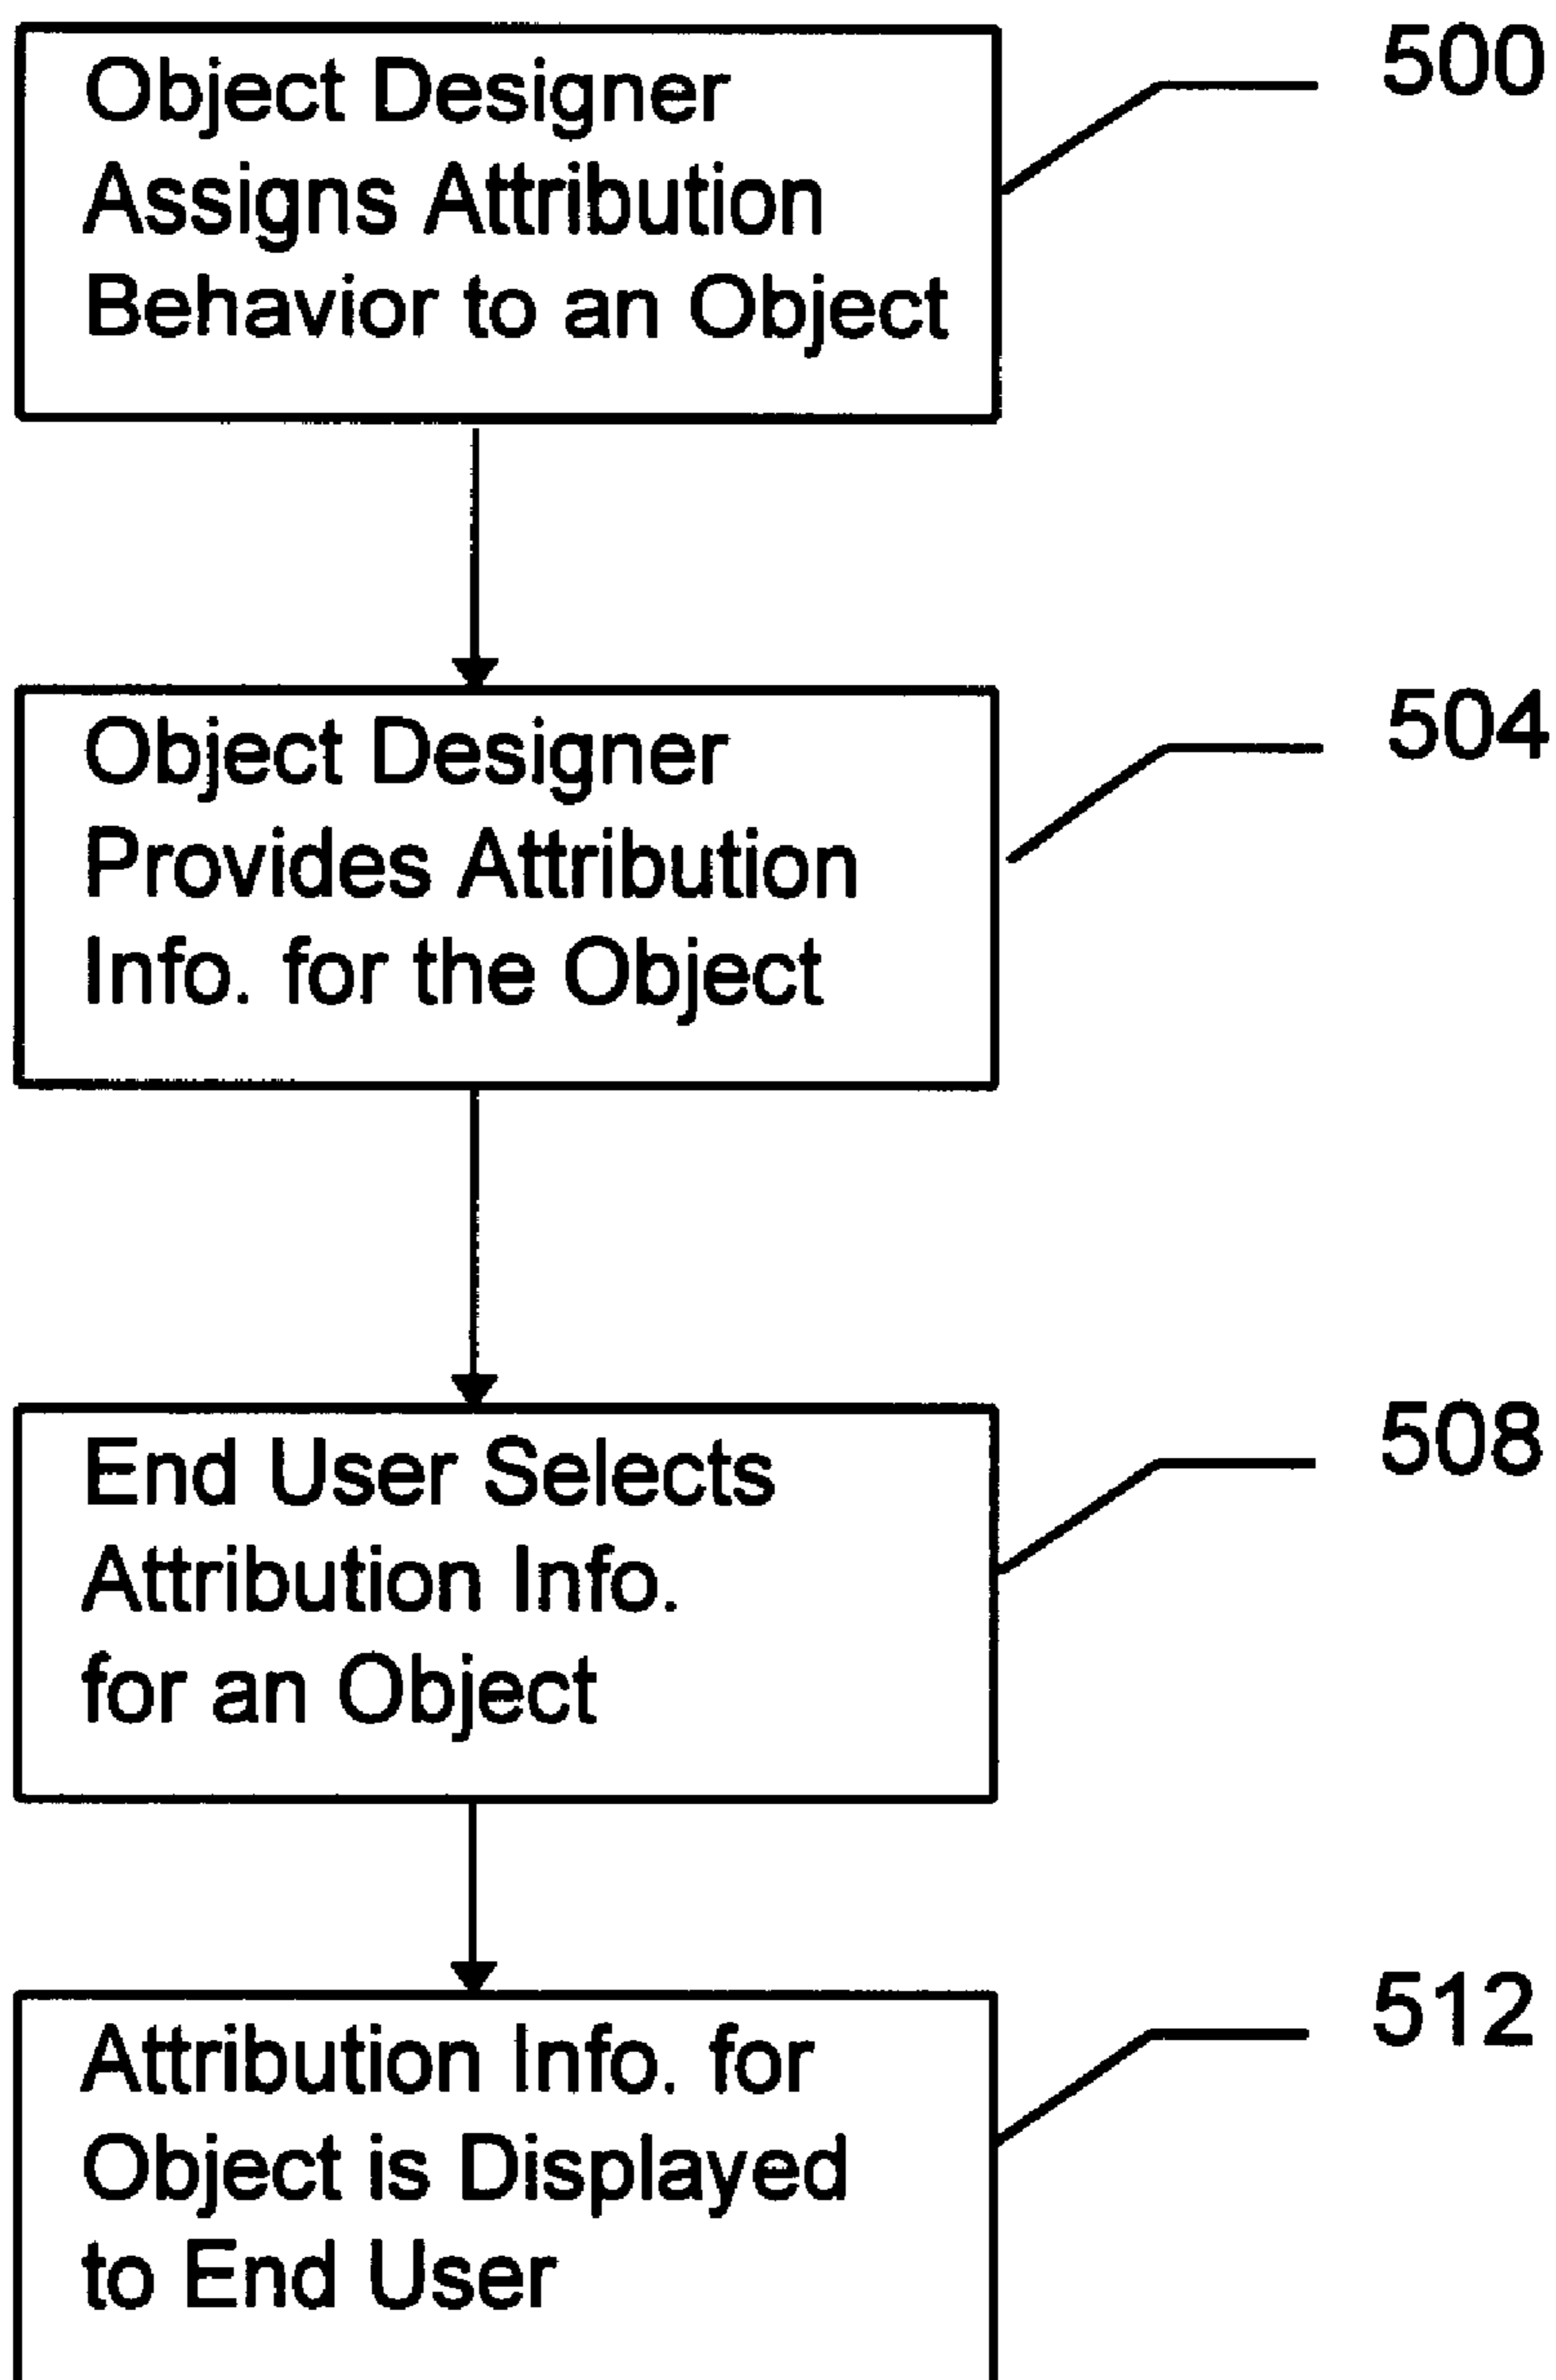 Object Designer
Assigns Attribution
Behavior to an Object
500
Object Designer
Provides Attribution
Info. for the Object
504
End User Selects
Attribution Info.
for an Object
508
Attribution Info. for
Object is Displayed
to End User
512